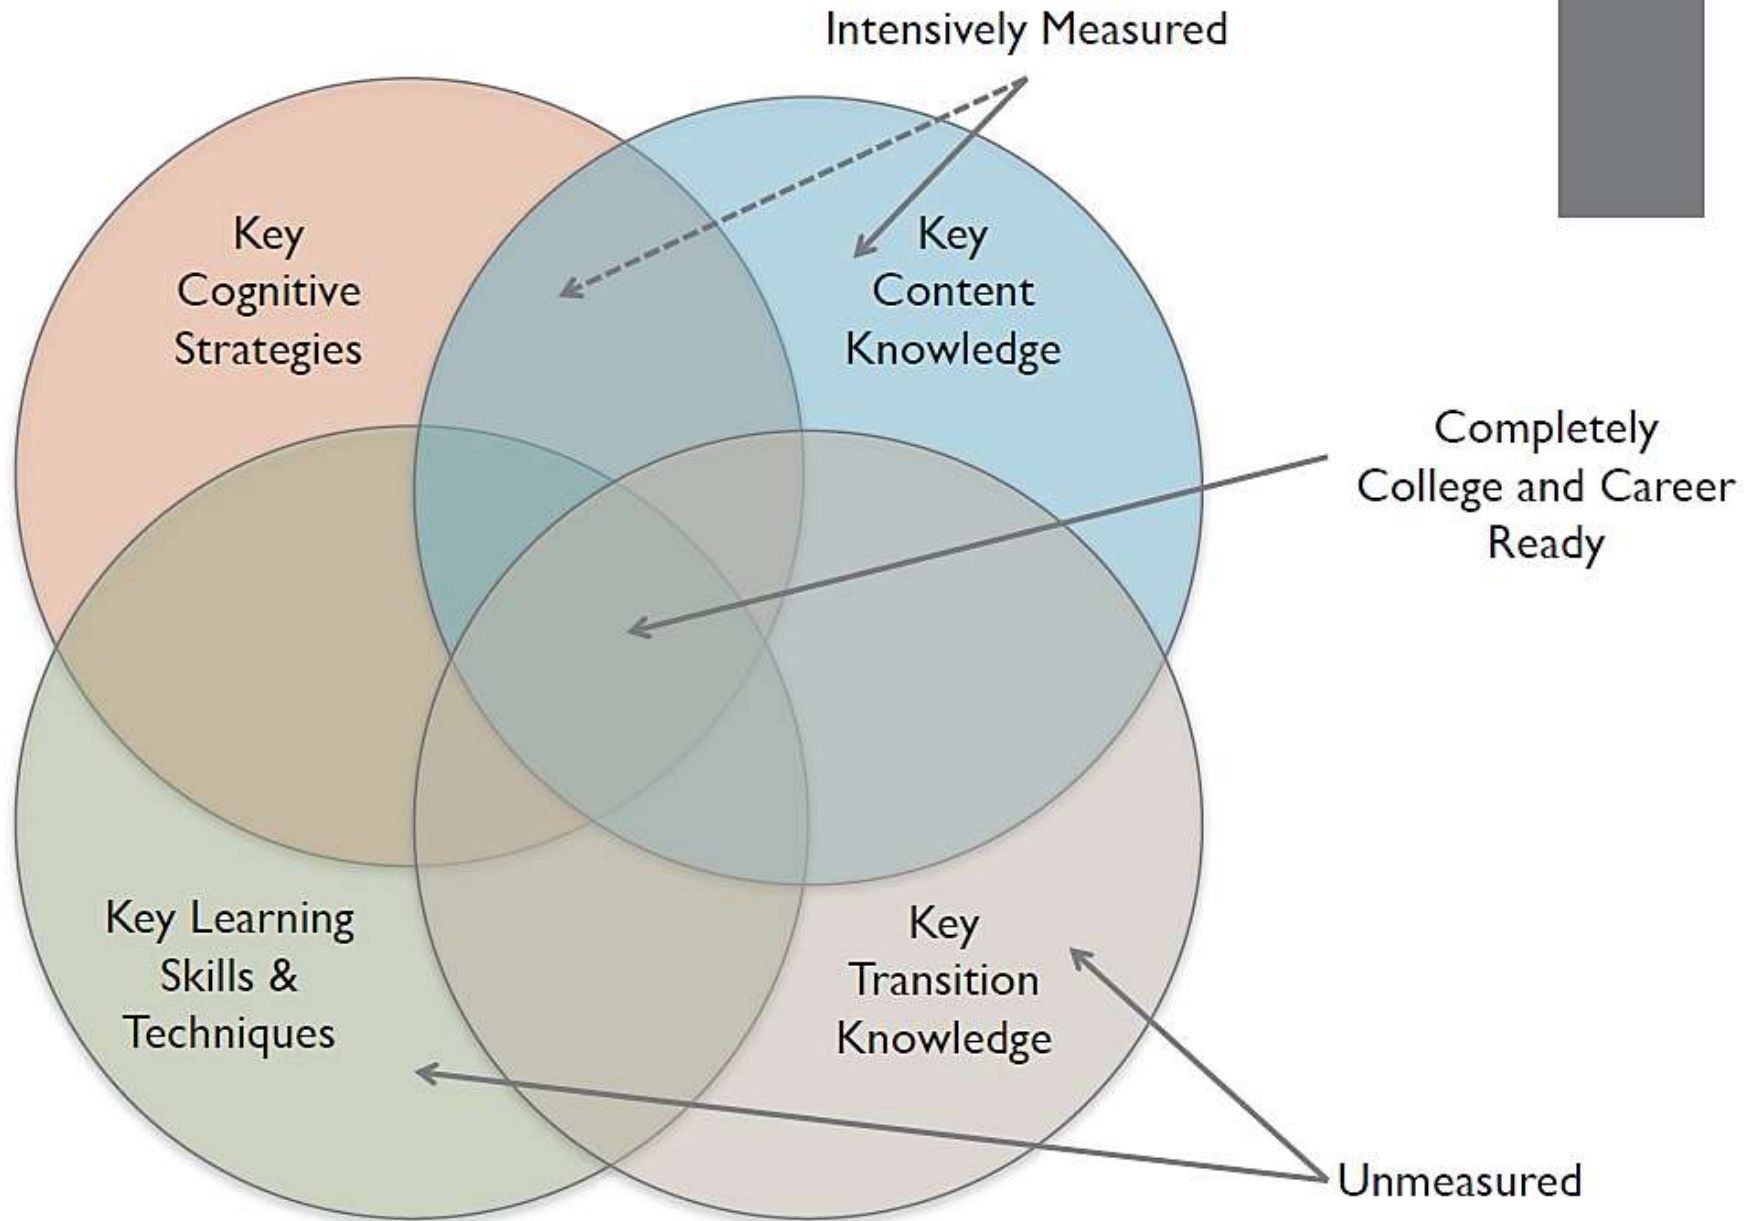 Intensively Measured
Key
Cognitive
Strategies
Key
Content
Knowledge
Completely
College and Career
Ready
Key Learning
Skills &
Techniques
Key
Transition
Knowledge
Unmeasured